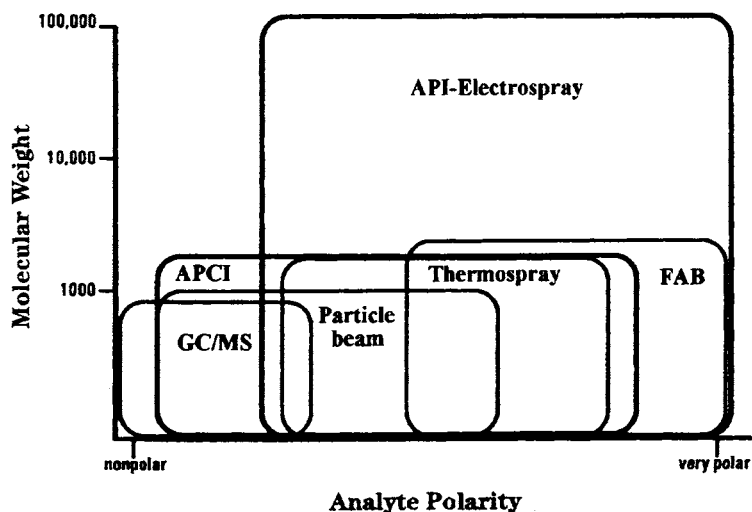 100,000
API-Electrospray
Molecular Weight
10,000
APCI
Thermospray
FAB
1000
Particle
beam
GC/MS
nonpolar
very polar
Analyte Polarity